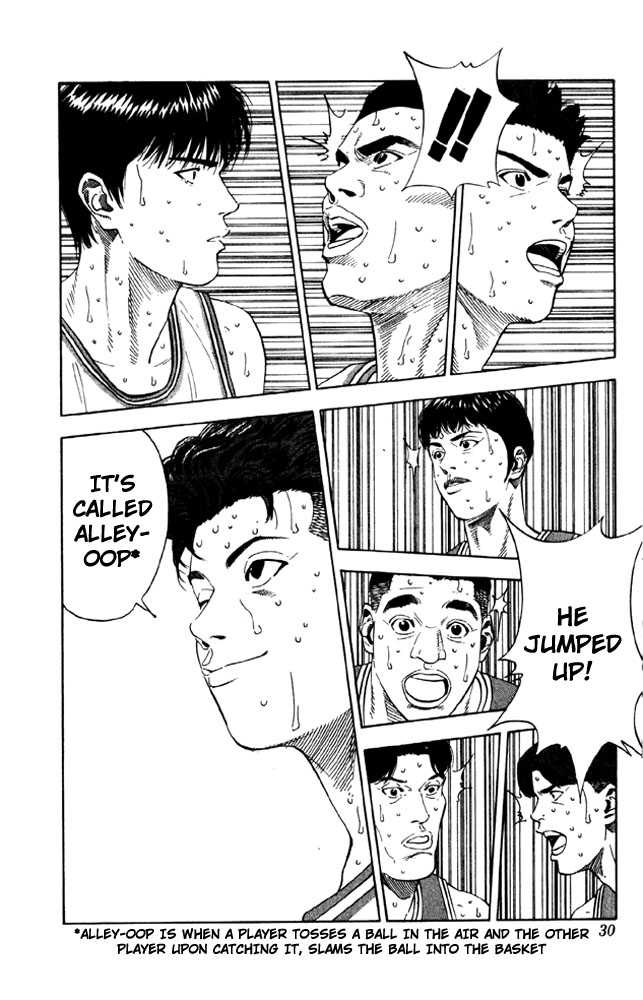 !!
HE
JUMPED
UP!
IT'S
CALLED
ALLEY-
OOP*
*ALLEY-OOP IS WHEN A PLAYER TOSSES A BALL IN THE AIR AND THE OTHER
PLAYER UPON CATCHING IT, SLAMS THE BALL INTO THE BASKET
30